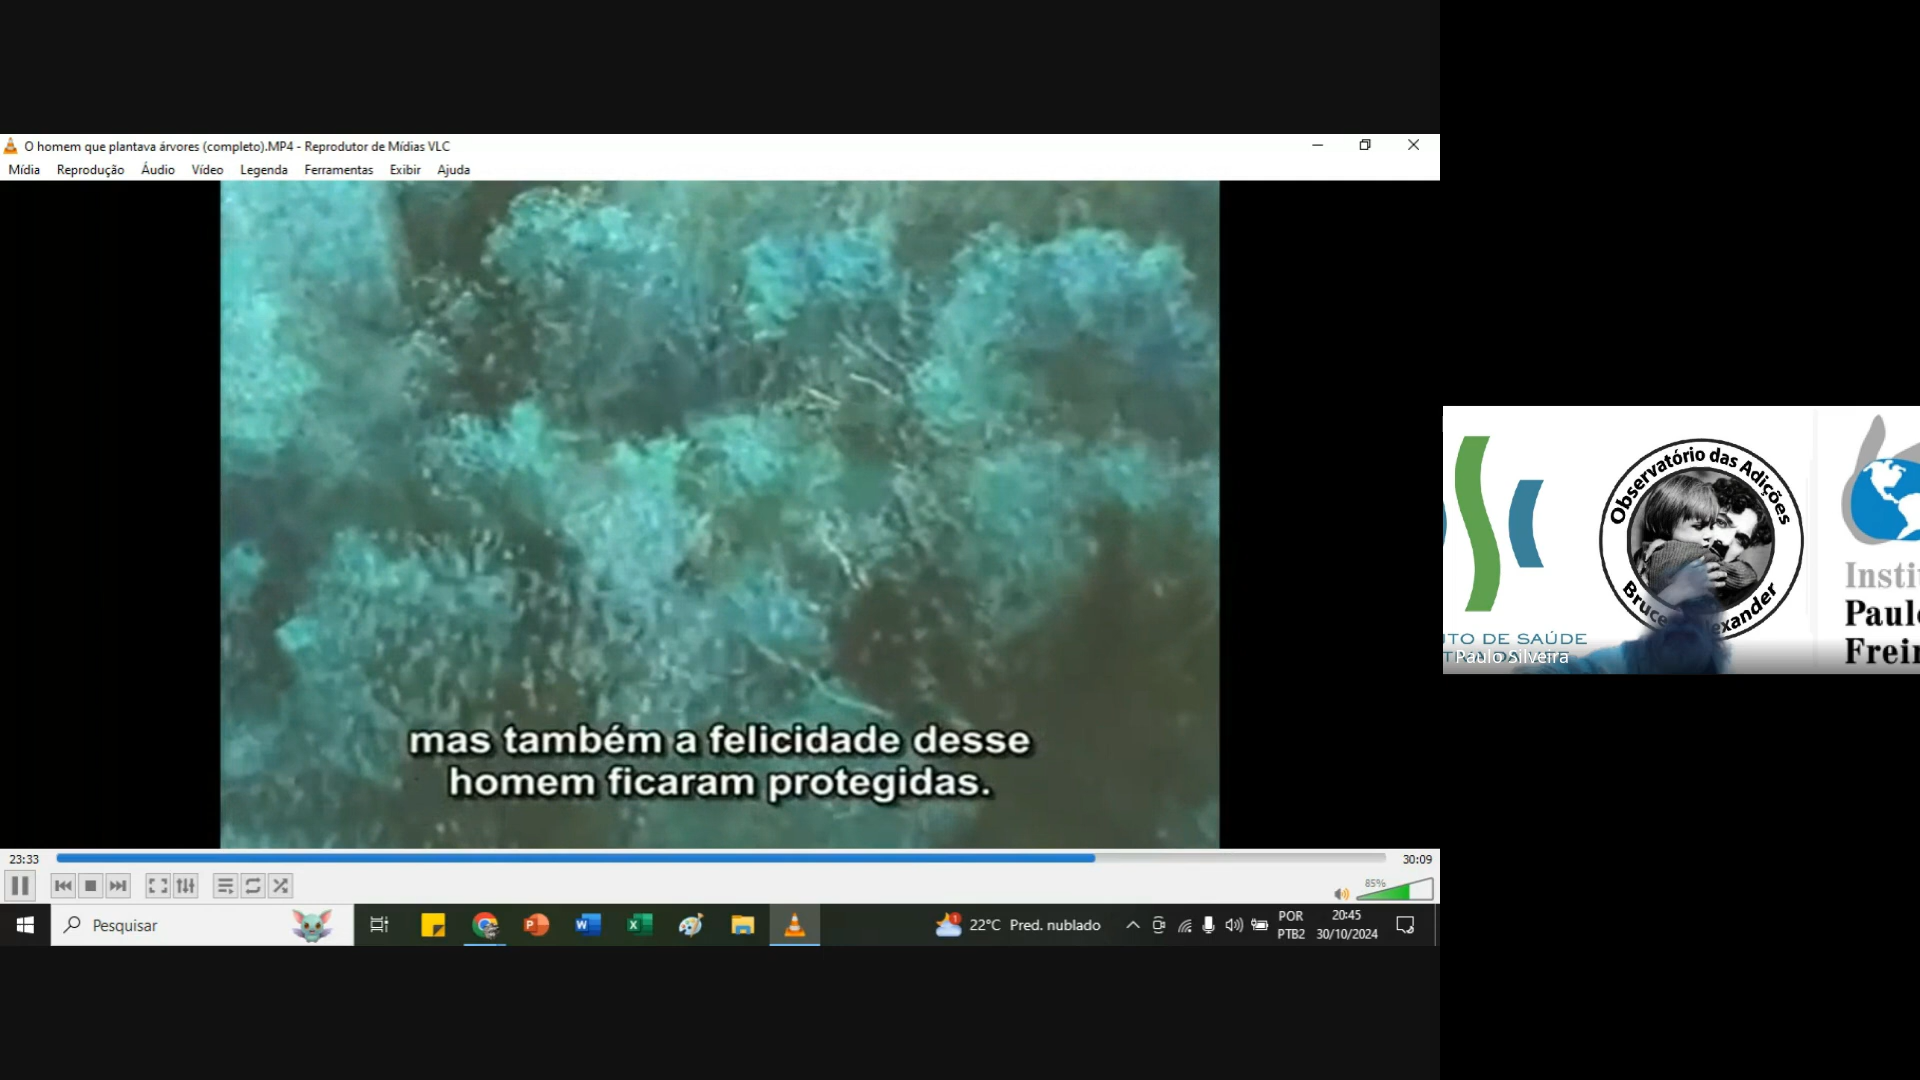 O homem que plantava árvores (completo).MP4 - Reprodutor de Mídias VLC
Mídia Reprodução Áudio Vídeo Legenda Ferramentas Exibir Ajuda
mas também a felicidade desse
homem ficaram protegidas.
23:33
30:09
85%
Pesquisar
1
22°C Pred. nublado
POR
PTB2
20:45
30/10/2024
Observatório das Adições
Bruce
Insti
Paul
Frei
TO DE SAÚDE
Paulo Silveira